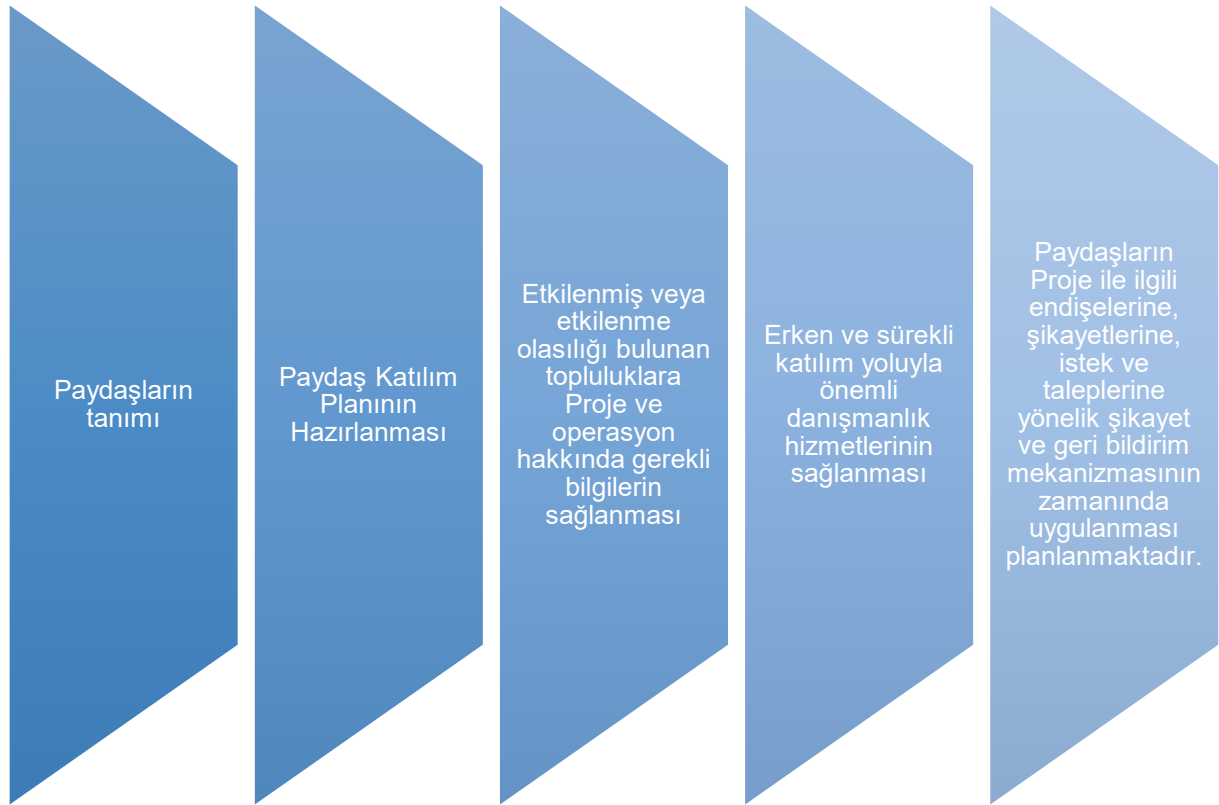 Paydaşların
tanımı
Paydaş Katılım
Planının
Hazırlanması
Etkilenmiş veya
etkilenme
olasılığı bulunan
topluluklara
Proje ve
operasyon
hakkında gerekli
bilgilerin
sağlanması
Erken ve sürekli
katılım yoluyla
önemli
danışmanlık
hizmetlerinin
sağlanması
Paydaşların
Proje ile ilgili
endişelerine,
şikayetlerine,
istek ve
taleplerine
yönelik şikayet
ve geri bildirim
mekanizmasının
zamanında
uygulanması
planlanmaktadır.